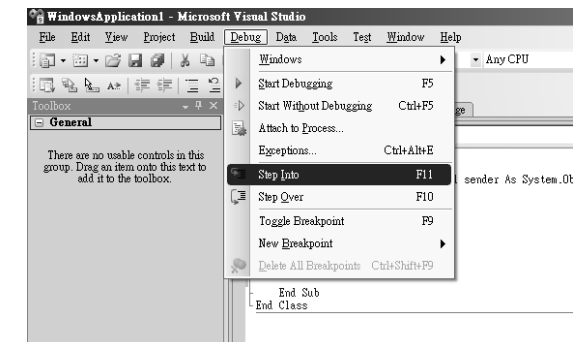 WindowsApplication1 - Microsoft Visual Studio
File Edit View Project Build Debug Data Tools Test Window Help
Windows
Any CPU
Start Debugging F5
Toolbox
Start Without Debugging Ctrl+F5
ge
General
Attach to Process...
Exceptions... Ctrl+Alt+E
There are no usable controls in this
group. Drag an item onto this text to
add it to the toolbox.
Step Into F11
sender As System.Ob
Step Over F10
Toggle Breakpoint F9
New Breakpoint
Delete All Breakpoints Ctrl+Shift+F9
End Sub
End Class